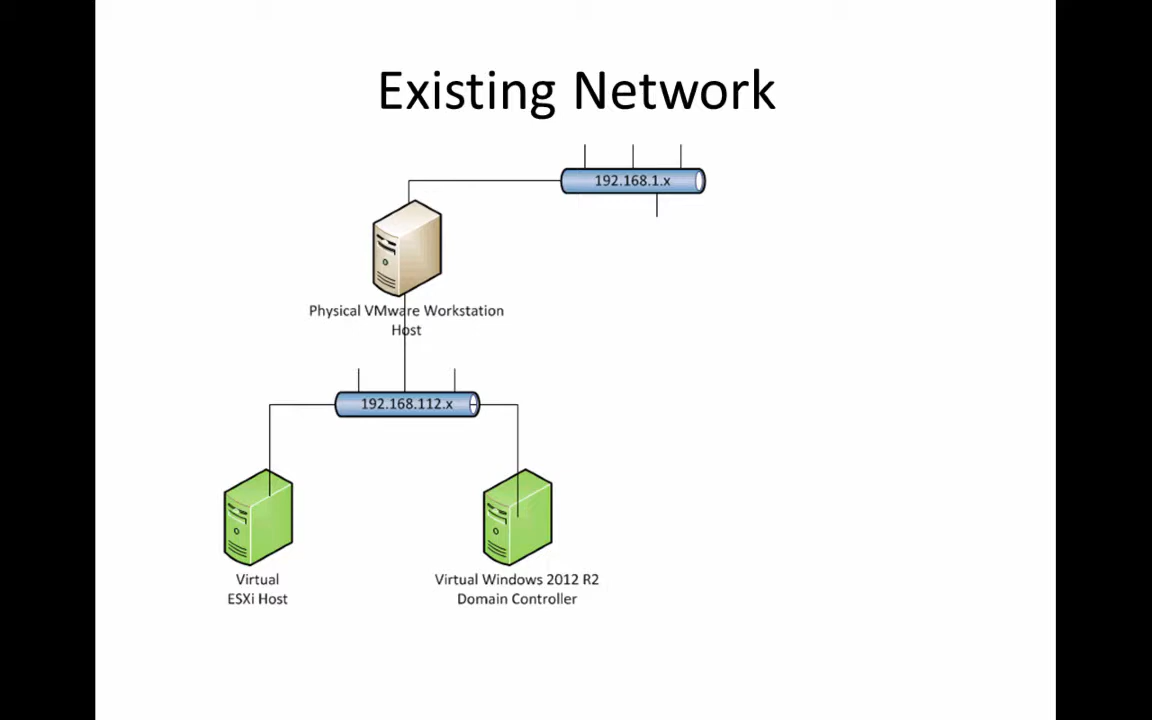 Existing Network
192.168.1.x
Physical VMware Workstation
Host
192.168.112.x
Virtual
ESXi Host
Virtual Windows 2012 R2
Domain Controller